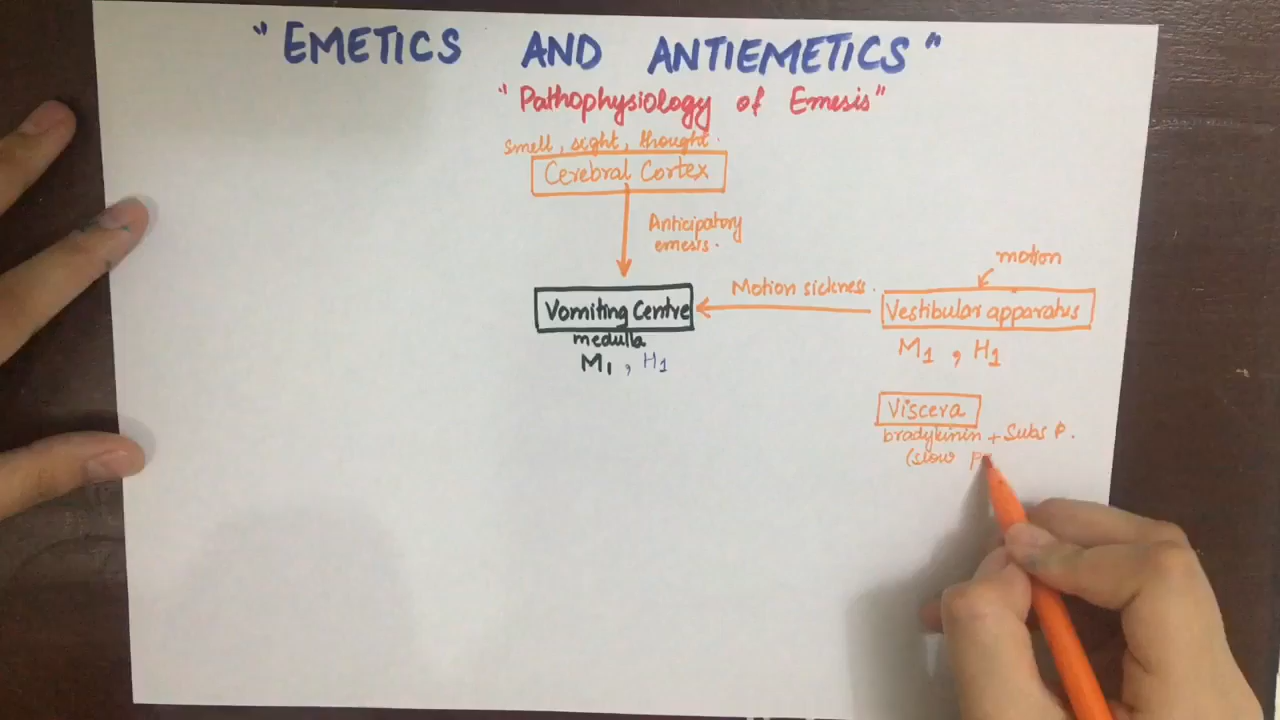 "EMETICS AND ANTIEMETICS"
"Pathophysiology of Emesis"
smell, sight, thought.
Cerebral Cortex
Anticipatory
emesis.
motion
Motion sickness.
Vomiting Centre
medulla
M1, H1
Vestibular apparatus
M1, H1
Viscera
bradykinin + Subs P.
(slow